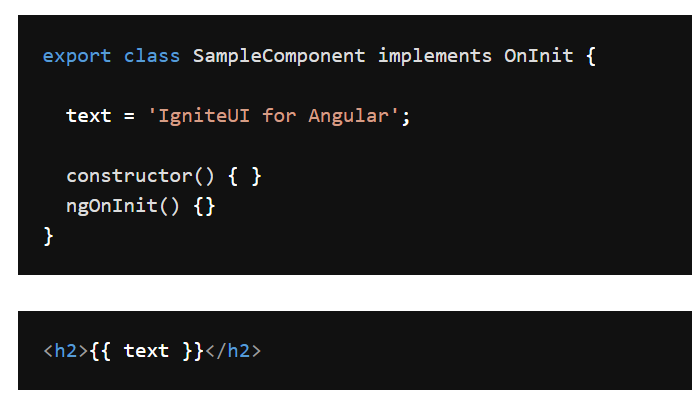 export class SampleComponent implements OnInit {
text = 'IgniteUI for Angular';
constructor() { }
ngOnInit() {}
}
<h2>{{ text }}</h2>